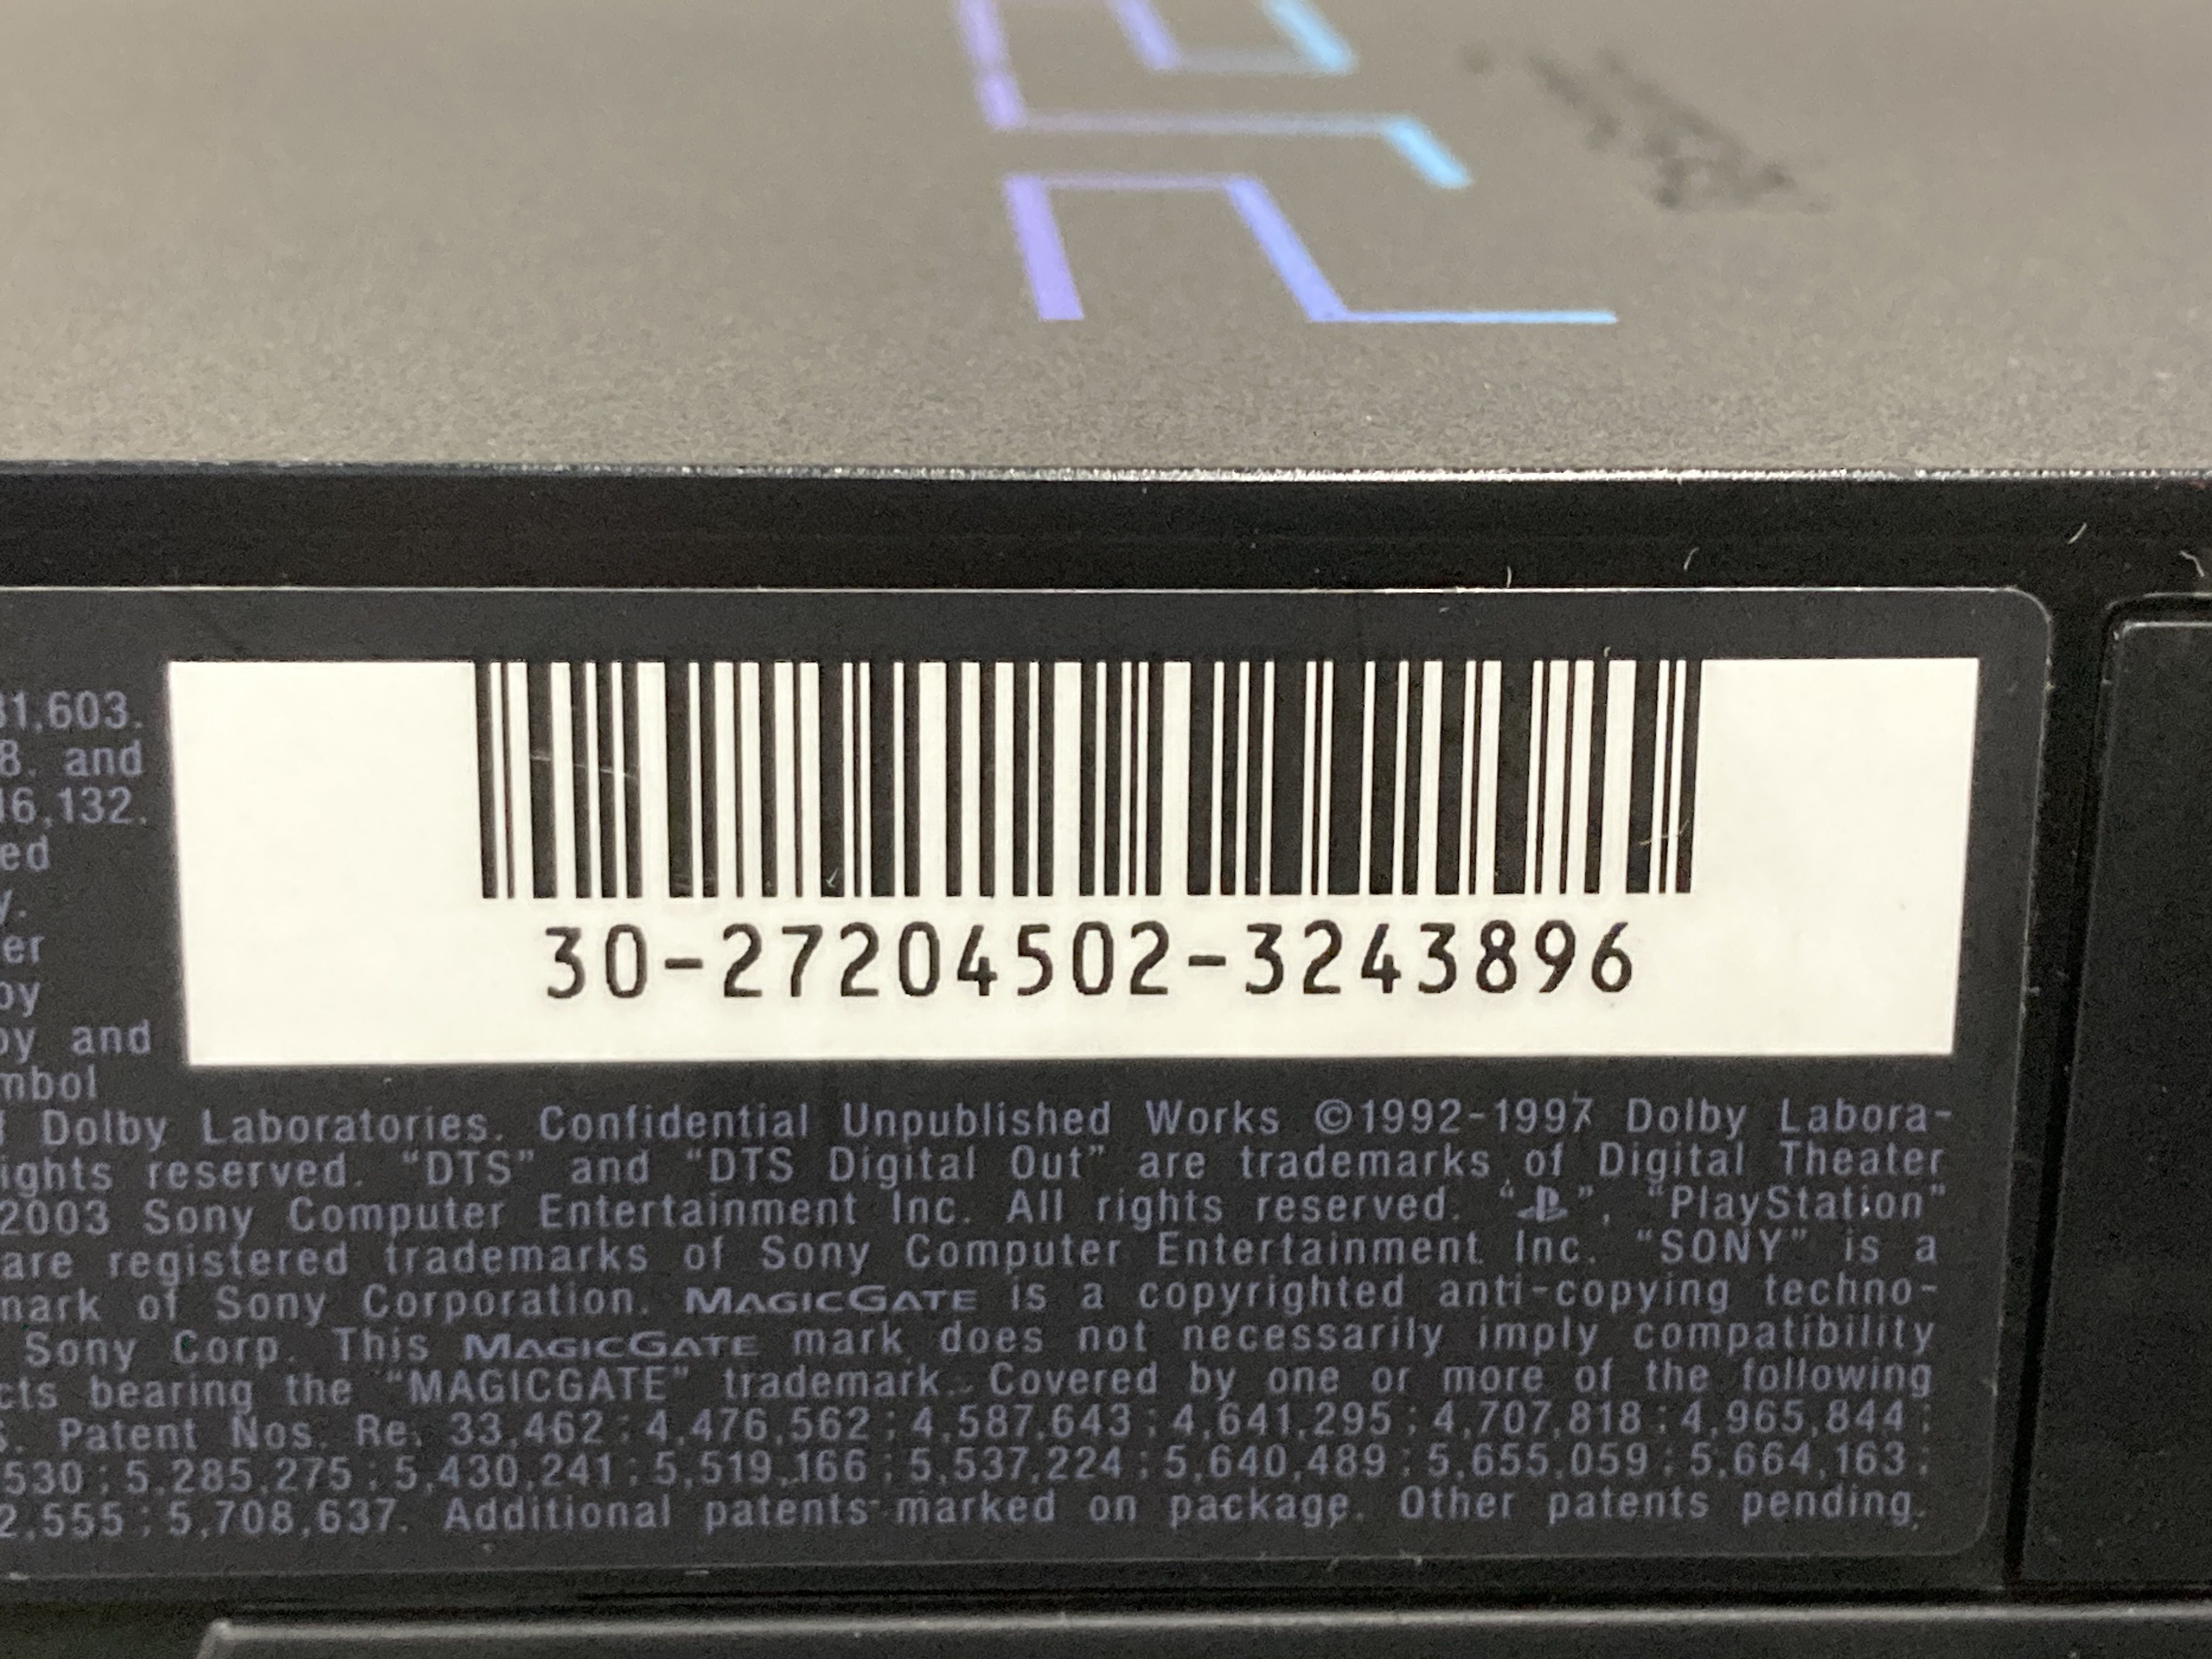 31,603.
8. and
16,132.
ed
y.
er
by
by and
mbol
30-27204502-3243896
Dolby Laboratories. Confidential Unpublished Works ©1992-1997 Dolby Labora-
ights reserved. “DTS” and “DTS Digital Out” are trademarks of Digital Theater
2003 Sony Computer Entertainment Inc. All rights reserved. “ ”, “PlayStation”
are registered trademarks of Sony Computer Entertainment Inc. “SONY” is a
mark of Sony Corporation. MAGICGATE is a copyrighted anti-copying techno-
Sony Corp. This MAGICGATE mark does not necessarily imply compatibility
cts bearing the “MAGICGATE” trademark. Covered by one or more of the following
S. Patent Nos. Re. 33,462 ; 4,476,562 ; 4,587,643 ; 4,641,295 ; 4,707,818 ; 4,965,844 ;
530 ; 5,285,275 ; 5,430,241 ; 5,519,166 ; 5,537,224 ; 5,640,489 ; 5,655,059 ; 5,664,163 ;
2,555 ; 5,708,637. Additional patents marked on package. Other patents pending.